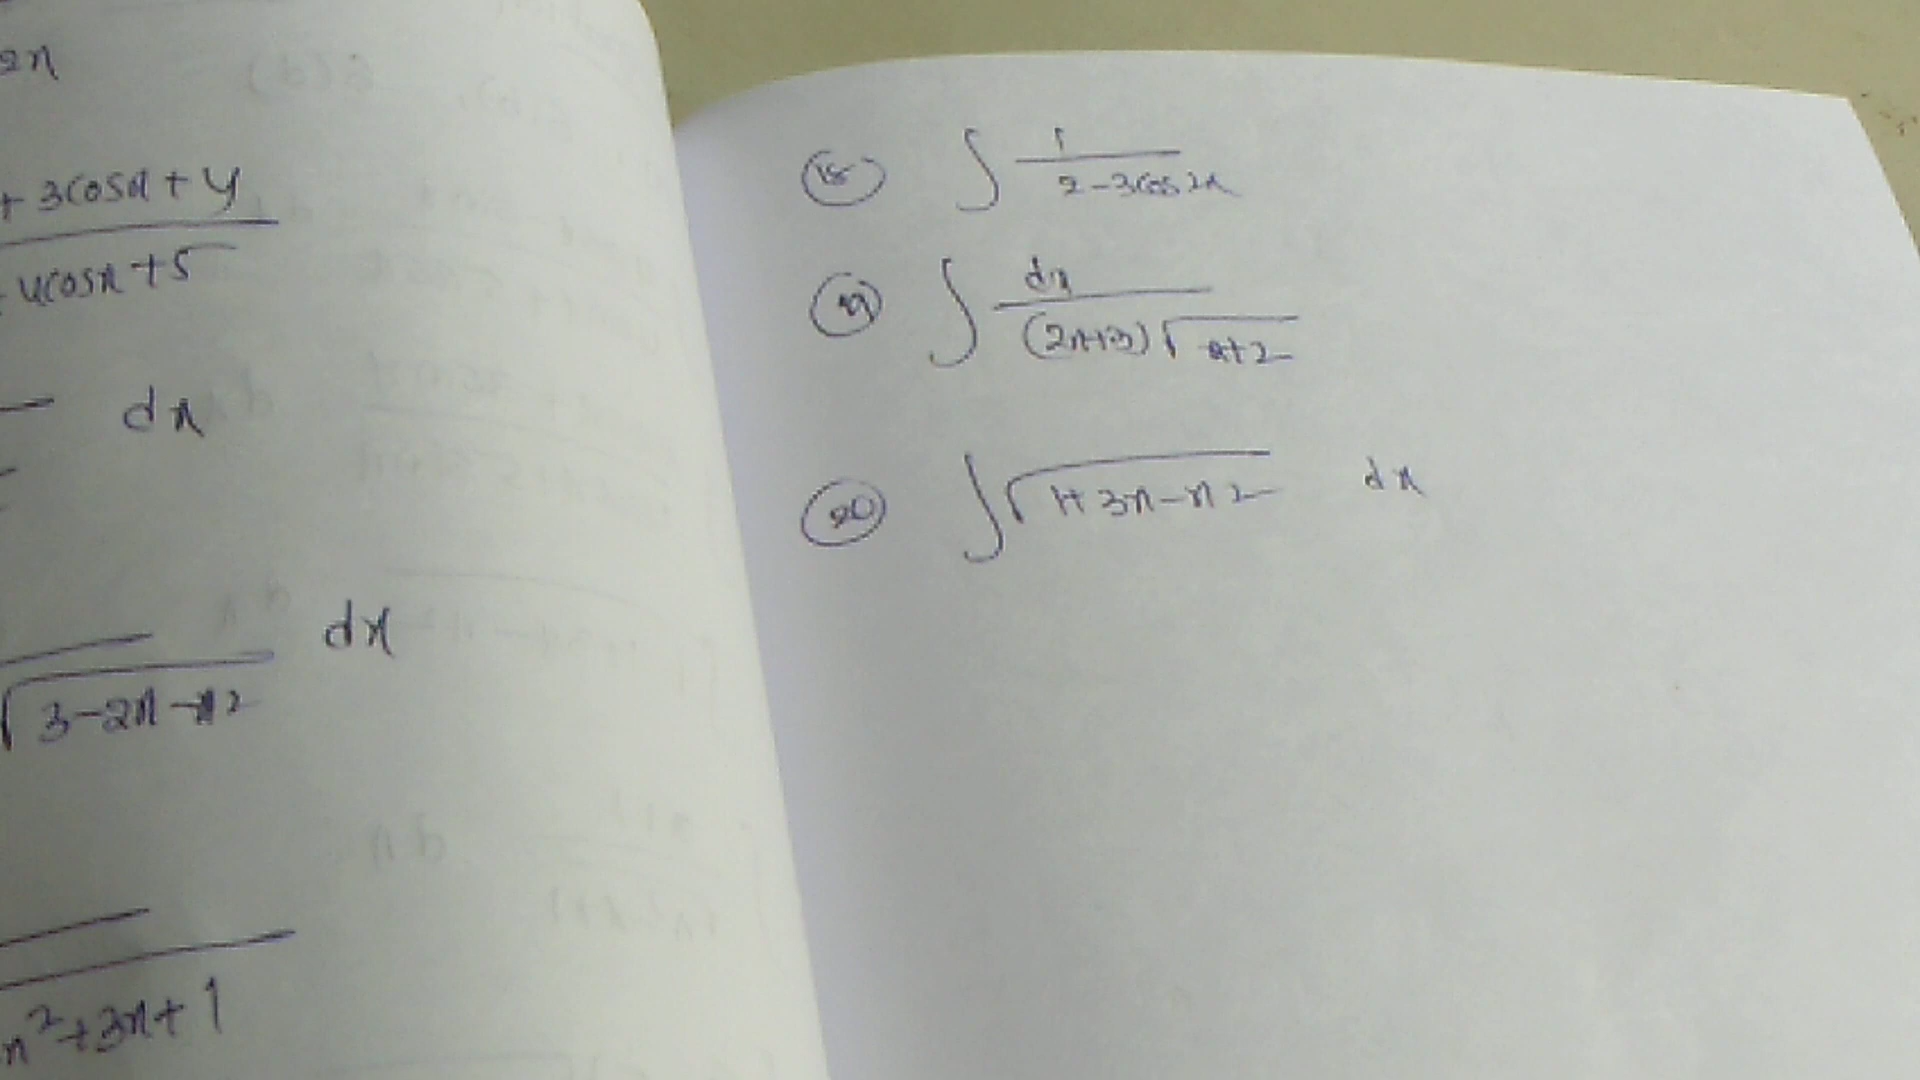 2x
+ 3cosx + 4
4cosx + 5
dx
dx
√3-2x-x2
x²+3x+1
(18) ∫ 1
2-3cos2x
(19) ∫ dx
(2x+3)√x+2
(20) ∫√1+3x-x2 dx